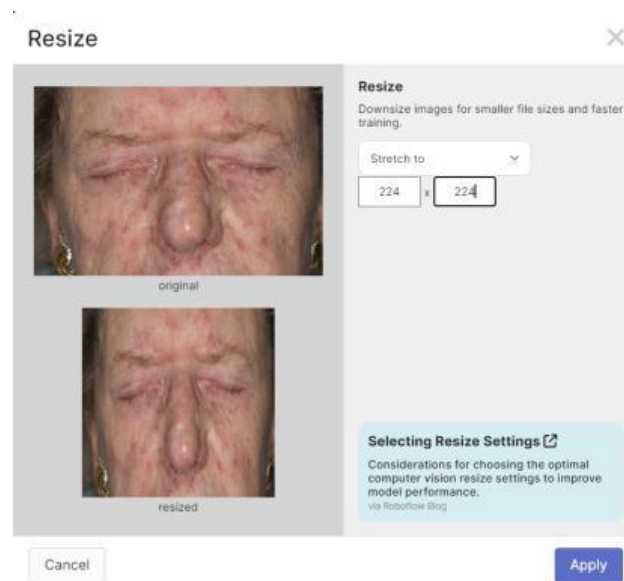 Resize
original
resized
Resize
Downsize images for smaller file sizes and faster
training.
Stretch to
224 x 224
Selecting Resize Settings
Considerations for choosing the optimal
computer vision resize settings to improve
model performance.
via Roboflow Blog
Cancel
Apply